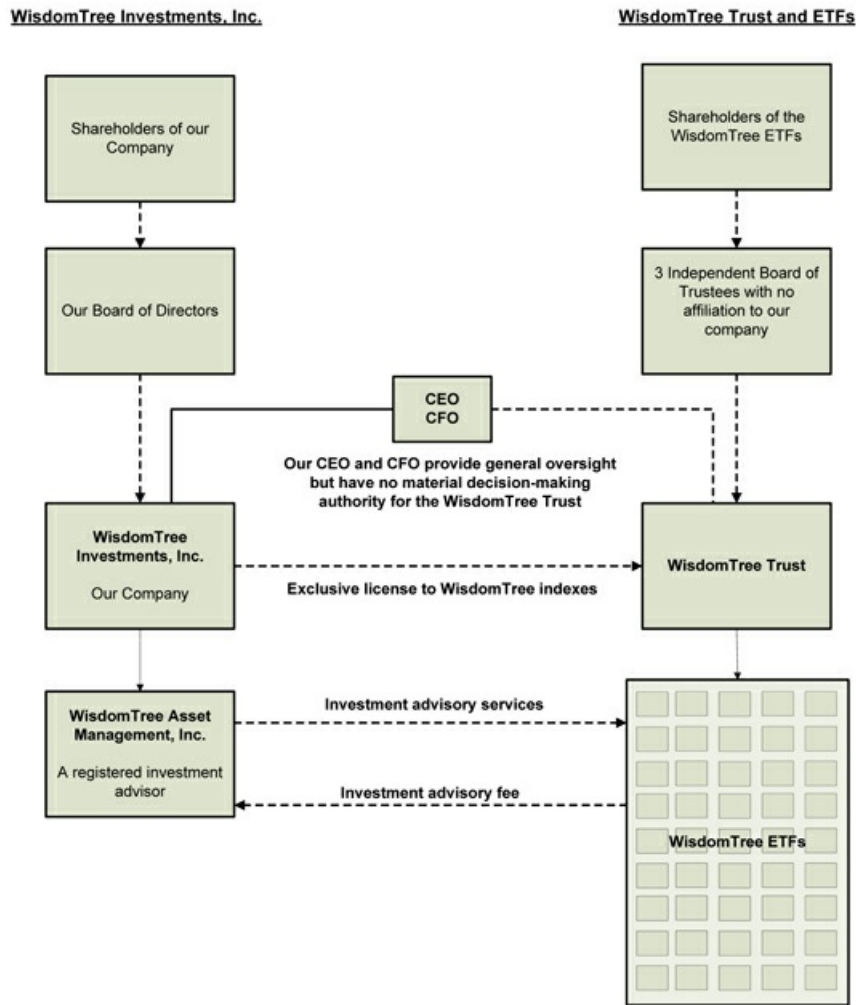 WisdomTree Investments, Inc.
WisdomTree Trust and ETFs
Shareholders of our
Company
Shareholders of the
WisdomTree ETFs
Our Board of Directors
3 Independent Board of
Trustees with no
affiliation to our
company
CEO
CFO
Our CEO and CFO provide general oversight
but have no material decision-making
authority for the WisdomTree Trust
WisdomTree
Investments, Inc.
Our Company
Exclusive license to WisdomTree indexes
WisdomTree Trust
WisdomTree Asset
Management, Inc.
A registered investment
advisor
Investment advisory services
Investment advisory fee
WisdomTree ETFs